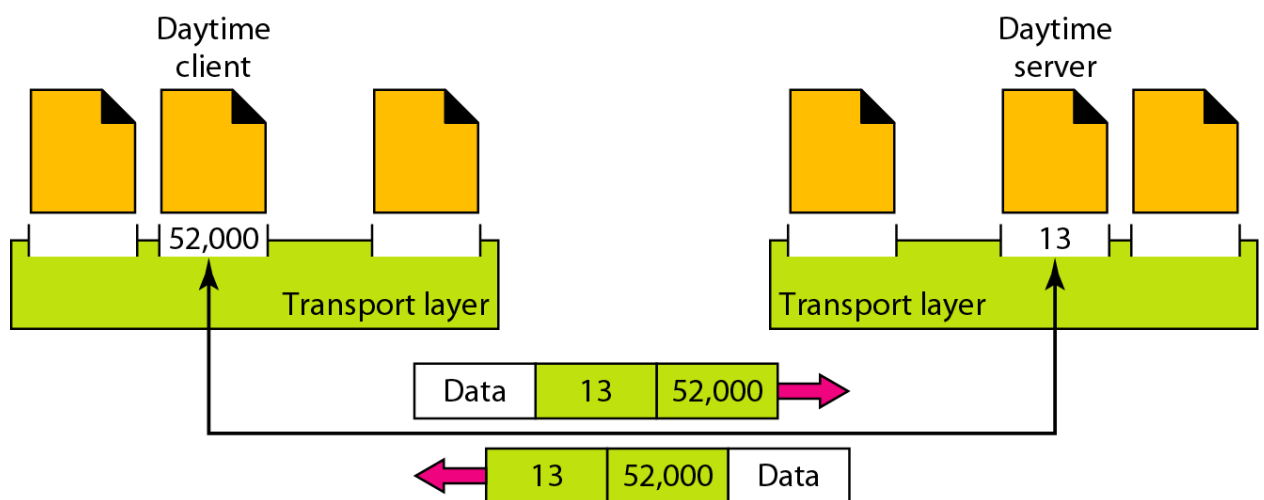 Daytime
client
Daytime
server
52,000
13
Transport layer
Transport layer
Data 13 52,000
13 52,000 Data